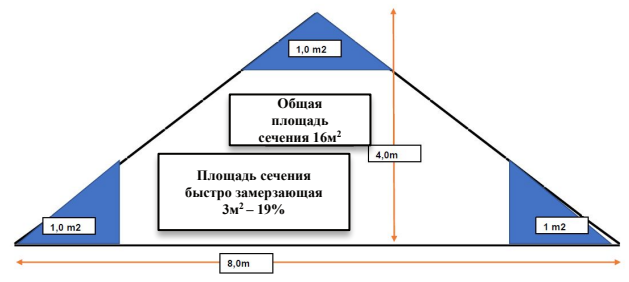 1,0 m2
Общая
площадь
сечения 16м²
4,0m
Площадь сечения
быстро замерзающая
3м² – 19%
1,0 m2
1 m2
8,0m